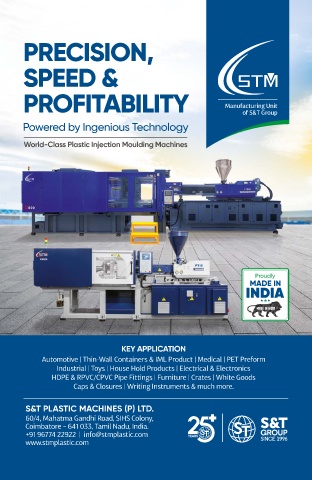 PRECISION,
SPEED &
PROFITABILITY
Powered by Ingenious Technology
World-Class Plastic Injection Moulding Machines
STM
Manufacturing Unit
of S&T Group
STM
Proudly
MADE IN
INDIA
KEY APPLICATION
Automotive | Thin-Wall Containers & IML Product | Medical | PET Preform
Industrial | Toys | House Hold Products | Electrical & Electronics
HDPE & RPVC/CPVC Pipe Fittings | Furniture | Crates | White Goods
Caps & Closures | Writing Instruments & much more.
S&T PLASTIC MACHINES (P) LTD.
60/4, Mahatma Gandhi Road, SIHS Colony,
Coimbatore - 641 033, Tamil Nadu, India.
+91 96774 22922 | info@stmplastic.com
www.stmplastic.com
25+
YEARS
ST
S&T
GROUP
SINCE 1996